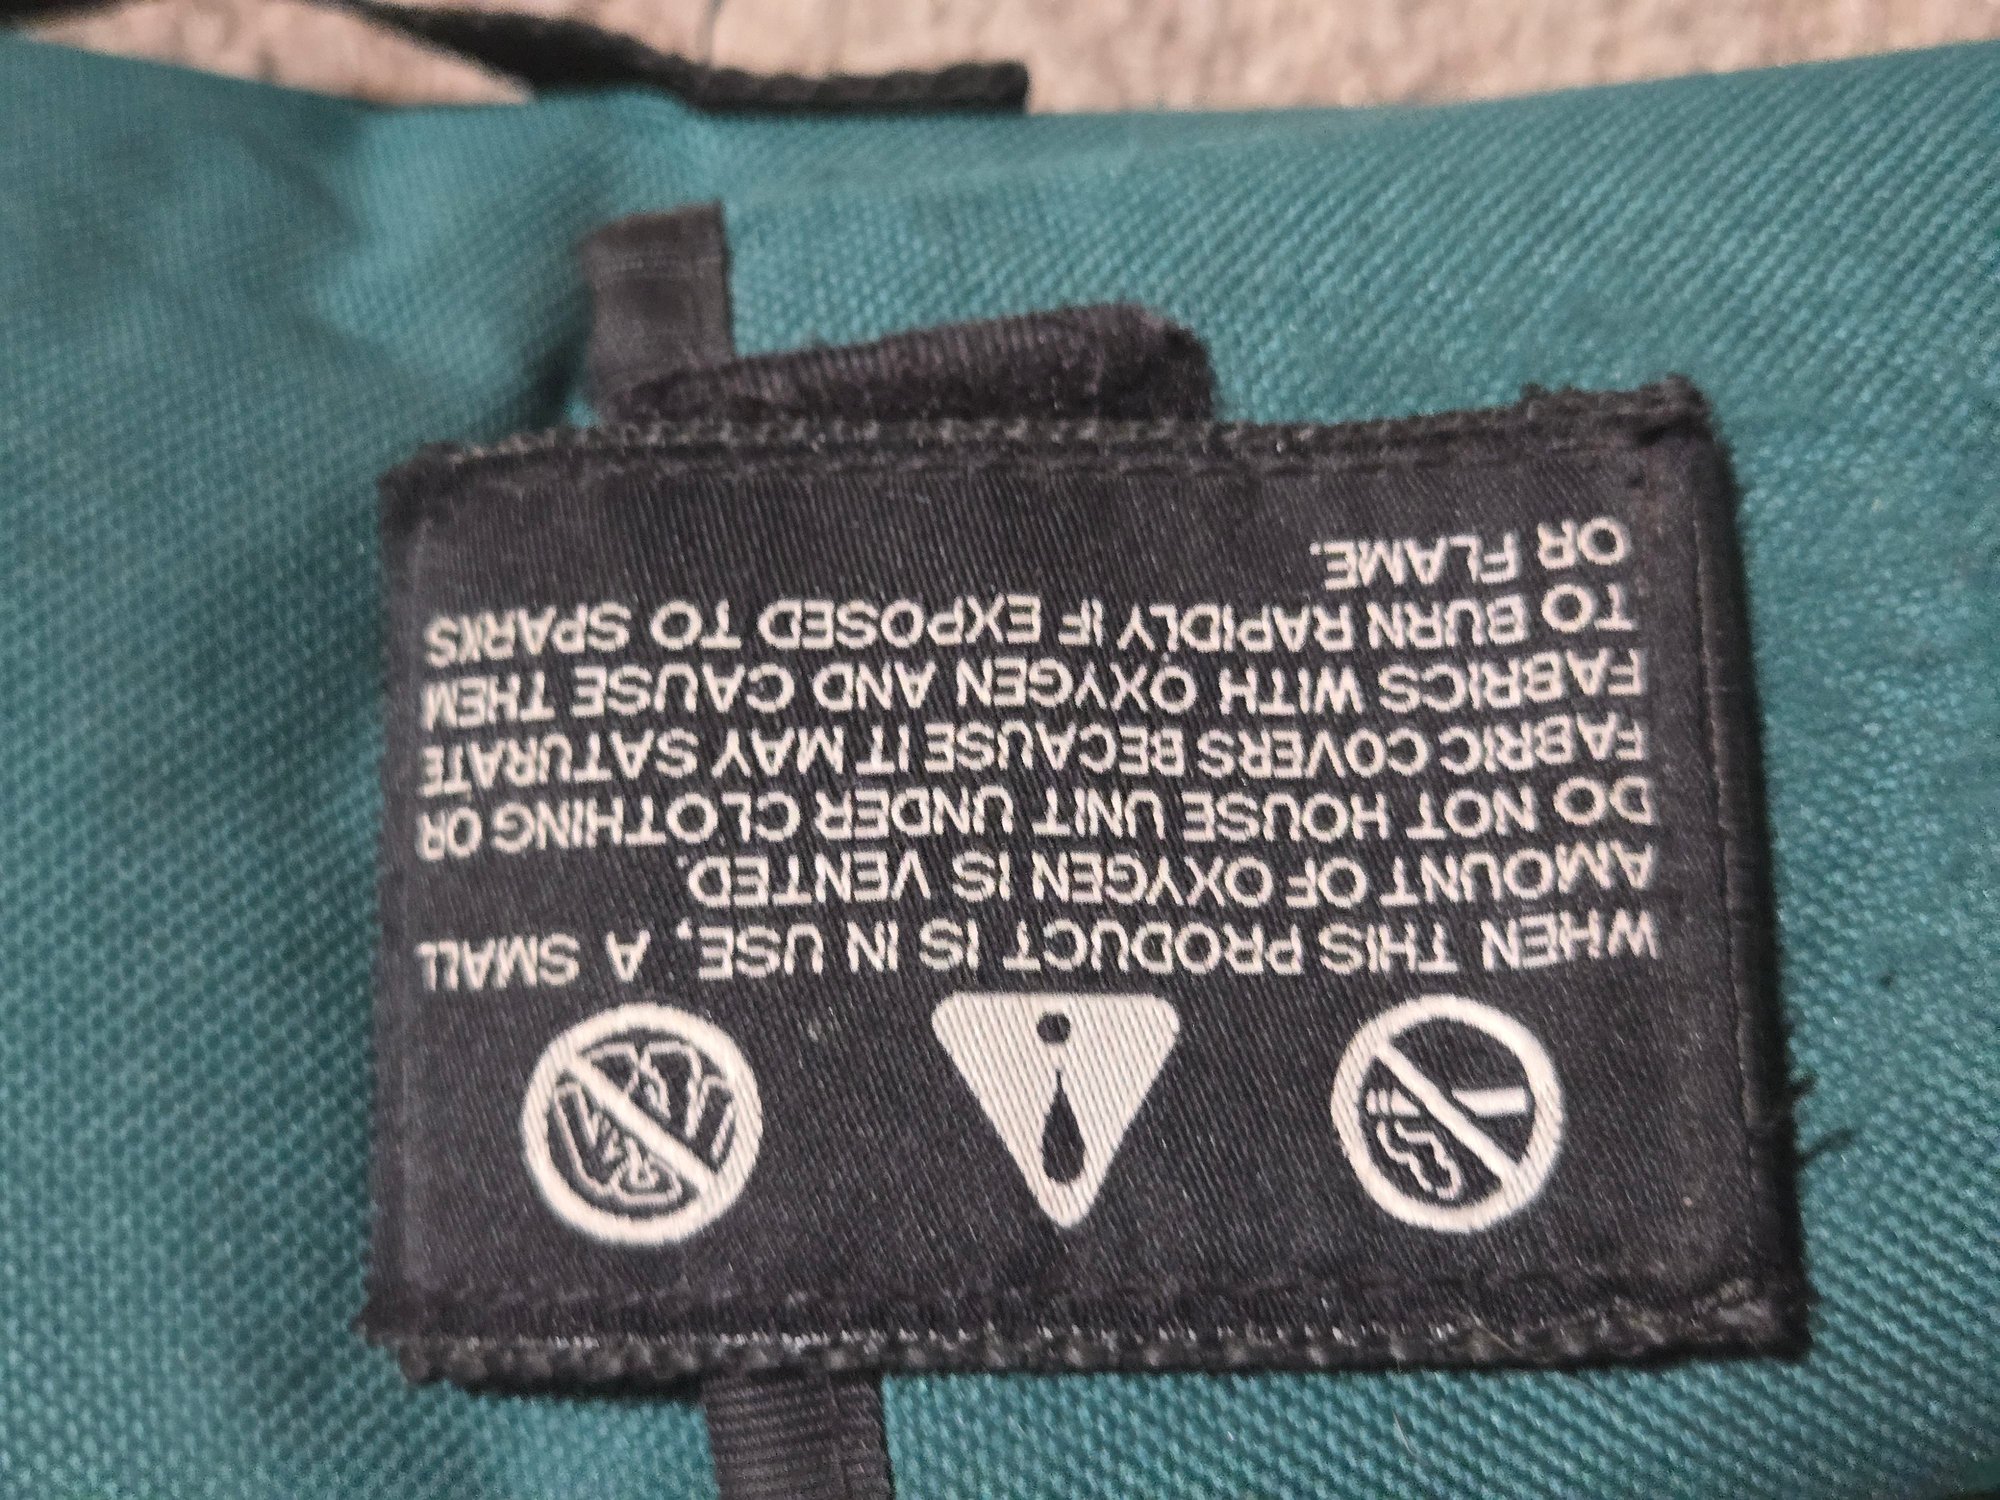 WHEN THIS PRODUCT IS IN USE, A SMALL
AMOUNT OF OXYGEN IS VENTED.
DO NOT HOUSE UNIT UNDER CLOTHING OR
FABRIC COVERS BECAUSE IT MAY SATURATE
FABRICS WITH OXYGEN AND CAUSE THEM
TO BURN RAPIDLY IF EXPOSED TO SPARKS
OR FLAME.